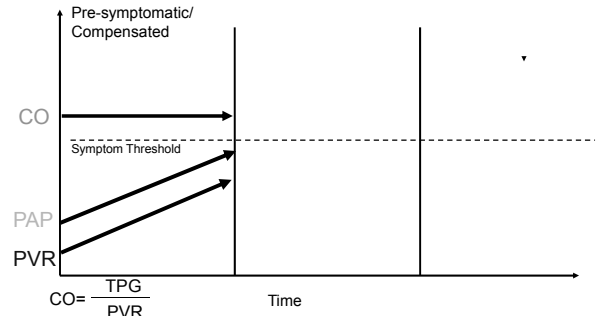 Pre-symptomatic/
Compensated
CO
Symptom Threshold
PAP
PVR
CO= TPG
PVR
Time